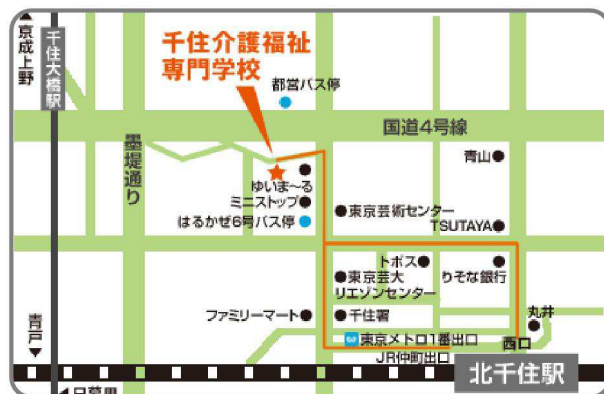 京成上野
千住大橋駅
千住介護福祉
専門学校
都営バス停
国道4号線
墨堤通り
青山
ゆいま〜る
ミニストップ
はるかぜ6号バス停
東京芸術センター
TSUTAYA
トポス
りそな銀行
東京芸大
リエゾンセンター
ファミリーマート
千住署
丸井
青戸
東京メトロ1番出口
西口
JR仲町出口
北千住駅
日暮里